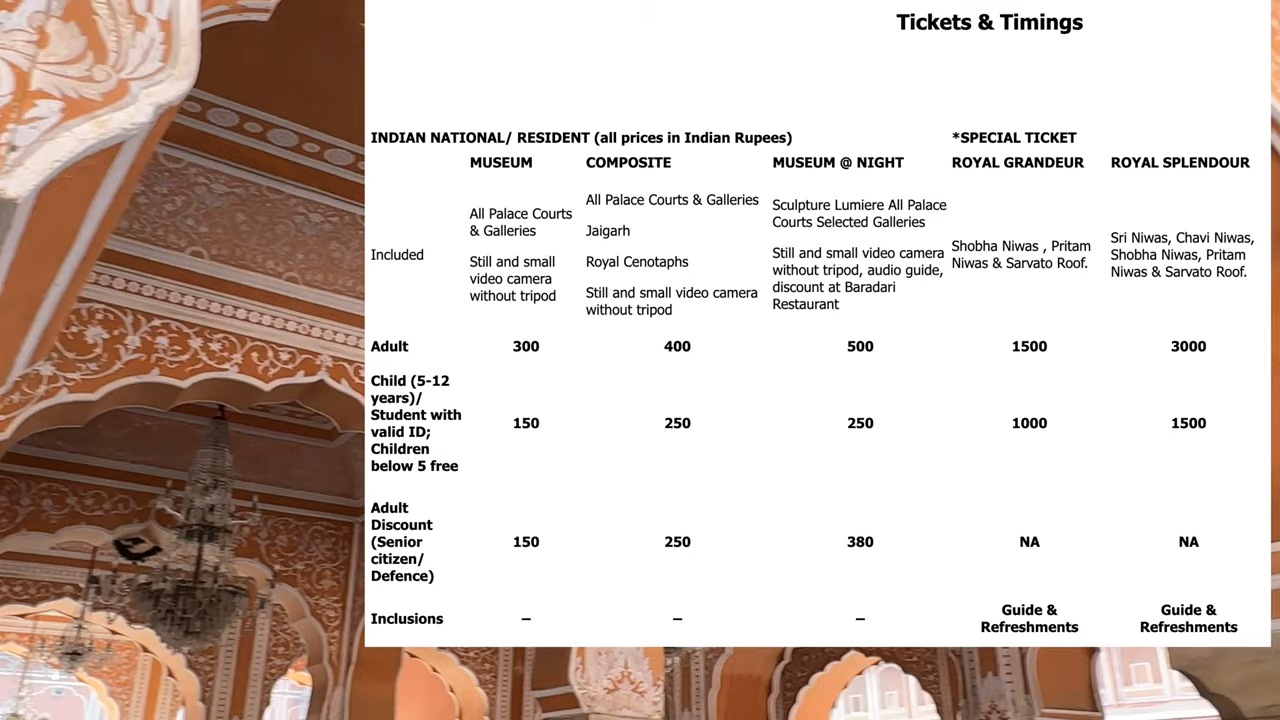 Tickets & Timings
INDIAN NATIONAL/ RESIDENT (all prices in Indian Rupees)
*SPECIAL TICKET
MUSEUM
COMPOSITE
MUSEUM @ NIGHT
ROYAL GRANDEUR
ROYAL SPLENDOUR
Included
All Palace Courts
& Galleries
Still and small
video camera
without tripod
All Palace Courts & Galleries
Jaigarh
Royal Cenotaphs
Still and small video camera
without tripod
Sculpture Lumiere All Palace
Courts Selected Galleries
Still and small video camera
without tripod, audio guide,
discount at Baradari
Restaurant
Shobha Niwas , Pritam
Niwas & Sarvato Roof.
Sri Niwas, Chavi Niwas,
Shobha Niwas, Pritam
Niwas & Sarvato Roof.
Adult
300
400
500
1500
3000
Child (5-12
years)/
Student with
valid ID;
Children
below 5 free
150
250
250
1000
1500
Adult
Discount
(Senior
citizen/
Defence)
150
250
380
NA
NA
Inclusions
–
–
–
Guide &
Refreshments
Guide &
Refreshments